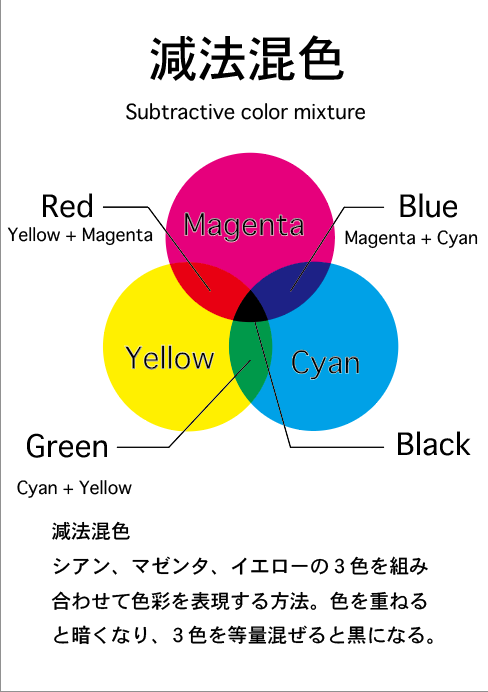 減法混色
Subtractive color mixture
Red
Yellow + Magenta
Magenta
Blue
Magenta + Cyan
Yellow
Cyan
Green
Cyan + Yellow
Black
減法混色
シアン、マゼンタ、イエローの３色を組み
合わせて色彩を表現する方法。色を重ねる
と暗くなり、３色を等量混ぜると黒になる。